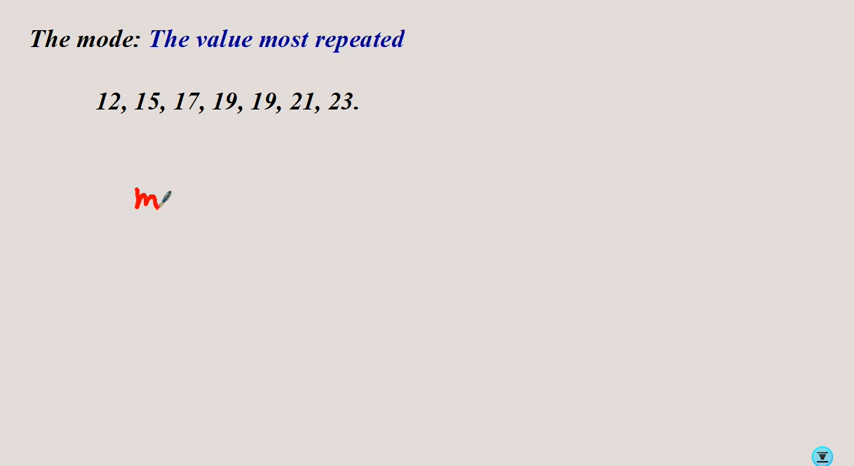 The mode: The value most repeated
12, 15, 17, 19, 19, 21, 23.
m